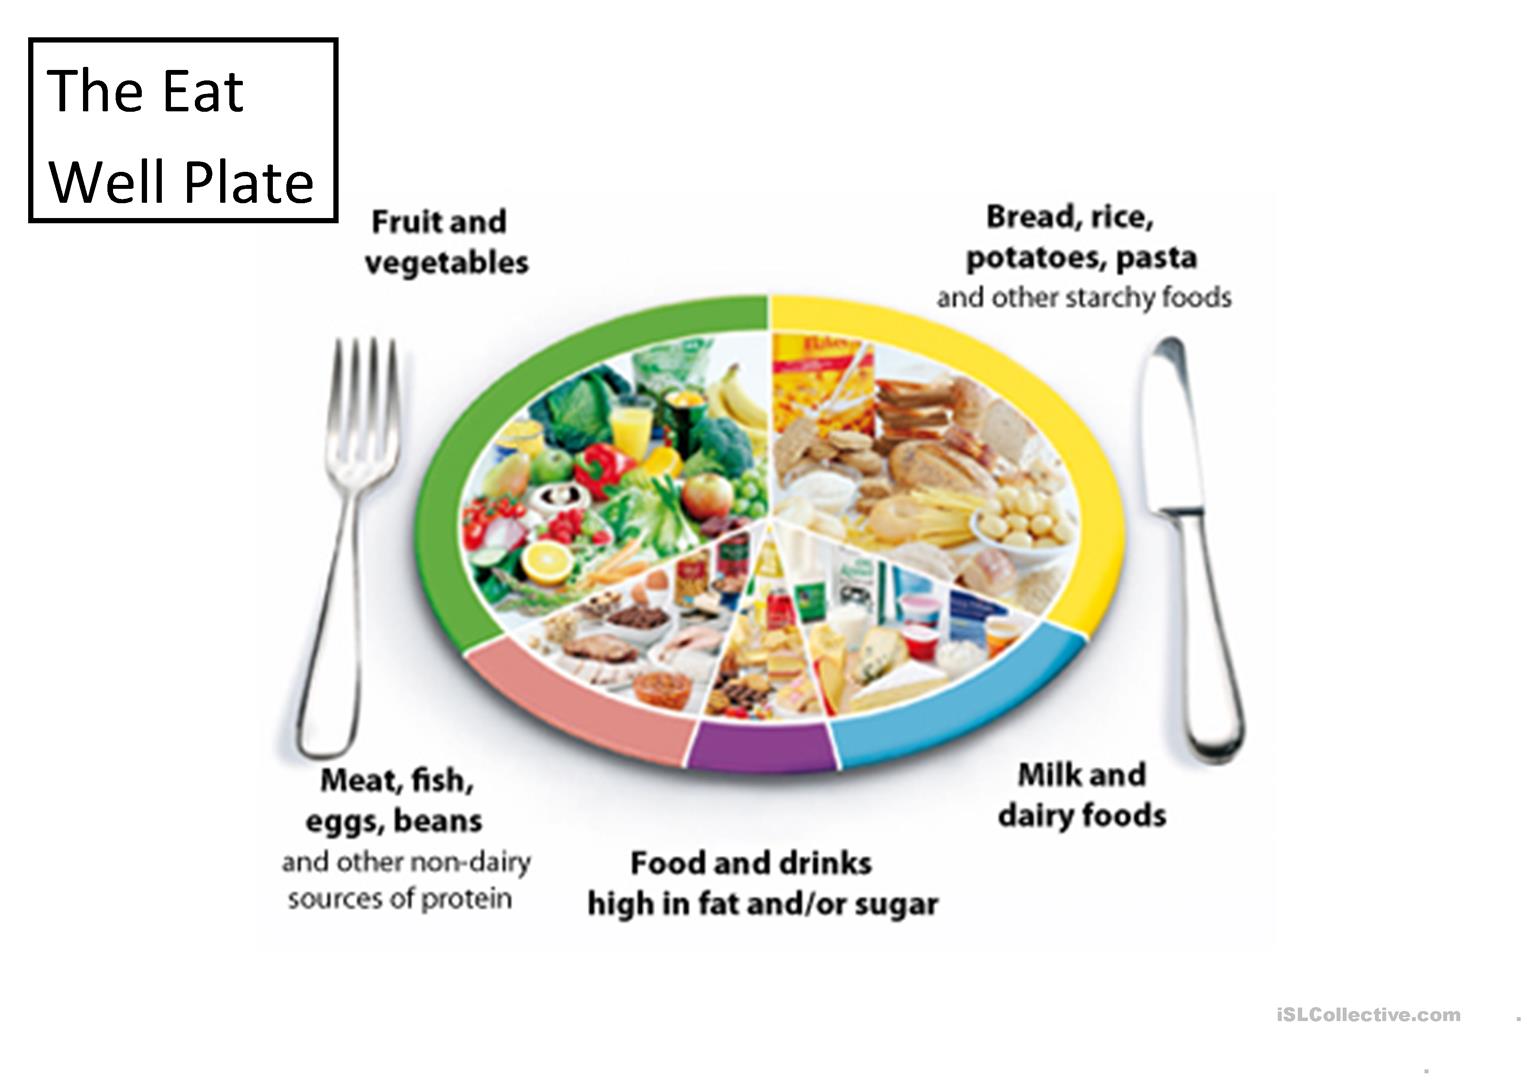 The Eat
Well Plate
Fruit and
vegetables
Bread, rice,
potatoes, pasta
and other starchy foods
Meat, fish,
eggs, beans
and other non-dairy
sources of protein
Food and drinks
high in fat and/or sugar
Milk and
dairy foods
iSLCollective.com